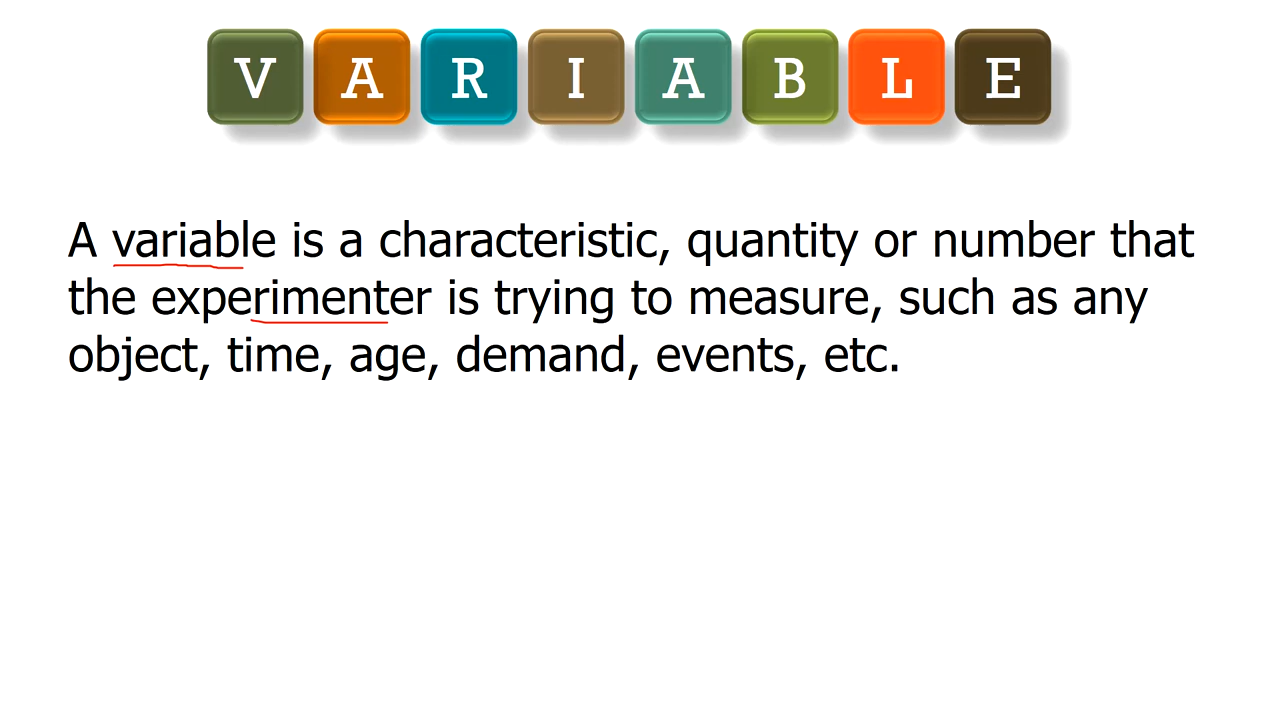 VARIABLE
A variable is a characteristic, quantity or number that
the experimenter is trying to measure, such as any
object, time, age, demand, events, etc.